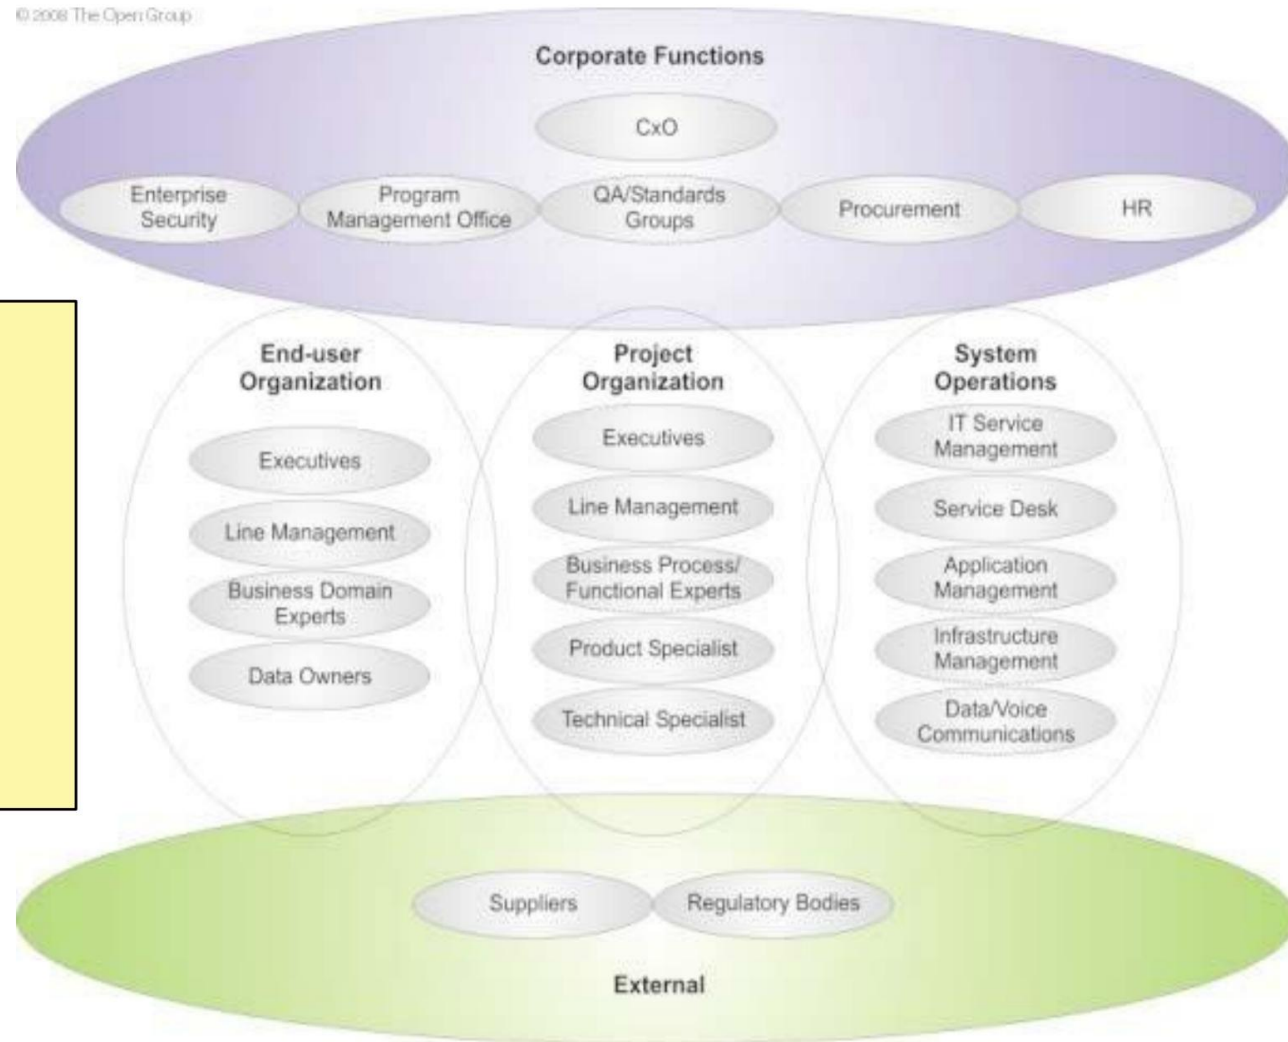 © 2008 The Open Group
Corporate Functions
CxO
Enterprise
Security
Program
Management Office
QA/Standards
Groups
Procurement
HR
End-user
Organization
Executives
Line Management
Business Domain
Experts
Data Owners
Project
Organization
Executives
Line Management
Business Process/
Functional Experts
Product Specialist
Technical Specialist
System
Operations
IT Service
Management
Service Desk
Application
Management
Infrastructure
Management
Data/Voice
Communications
Suppliers
Regulatory Bodies
External